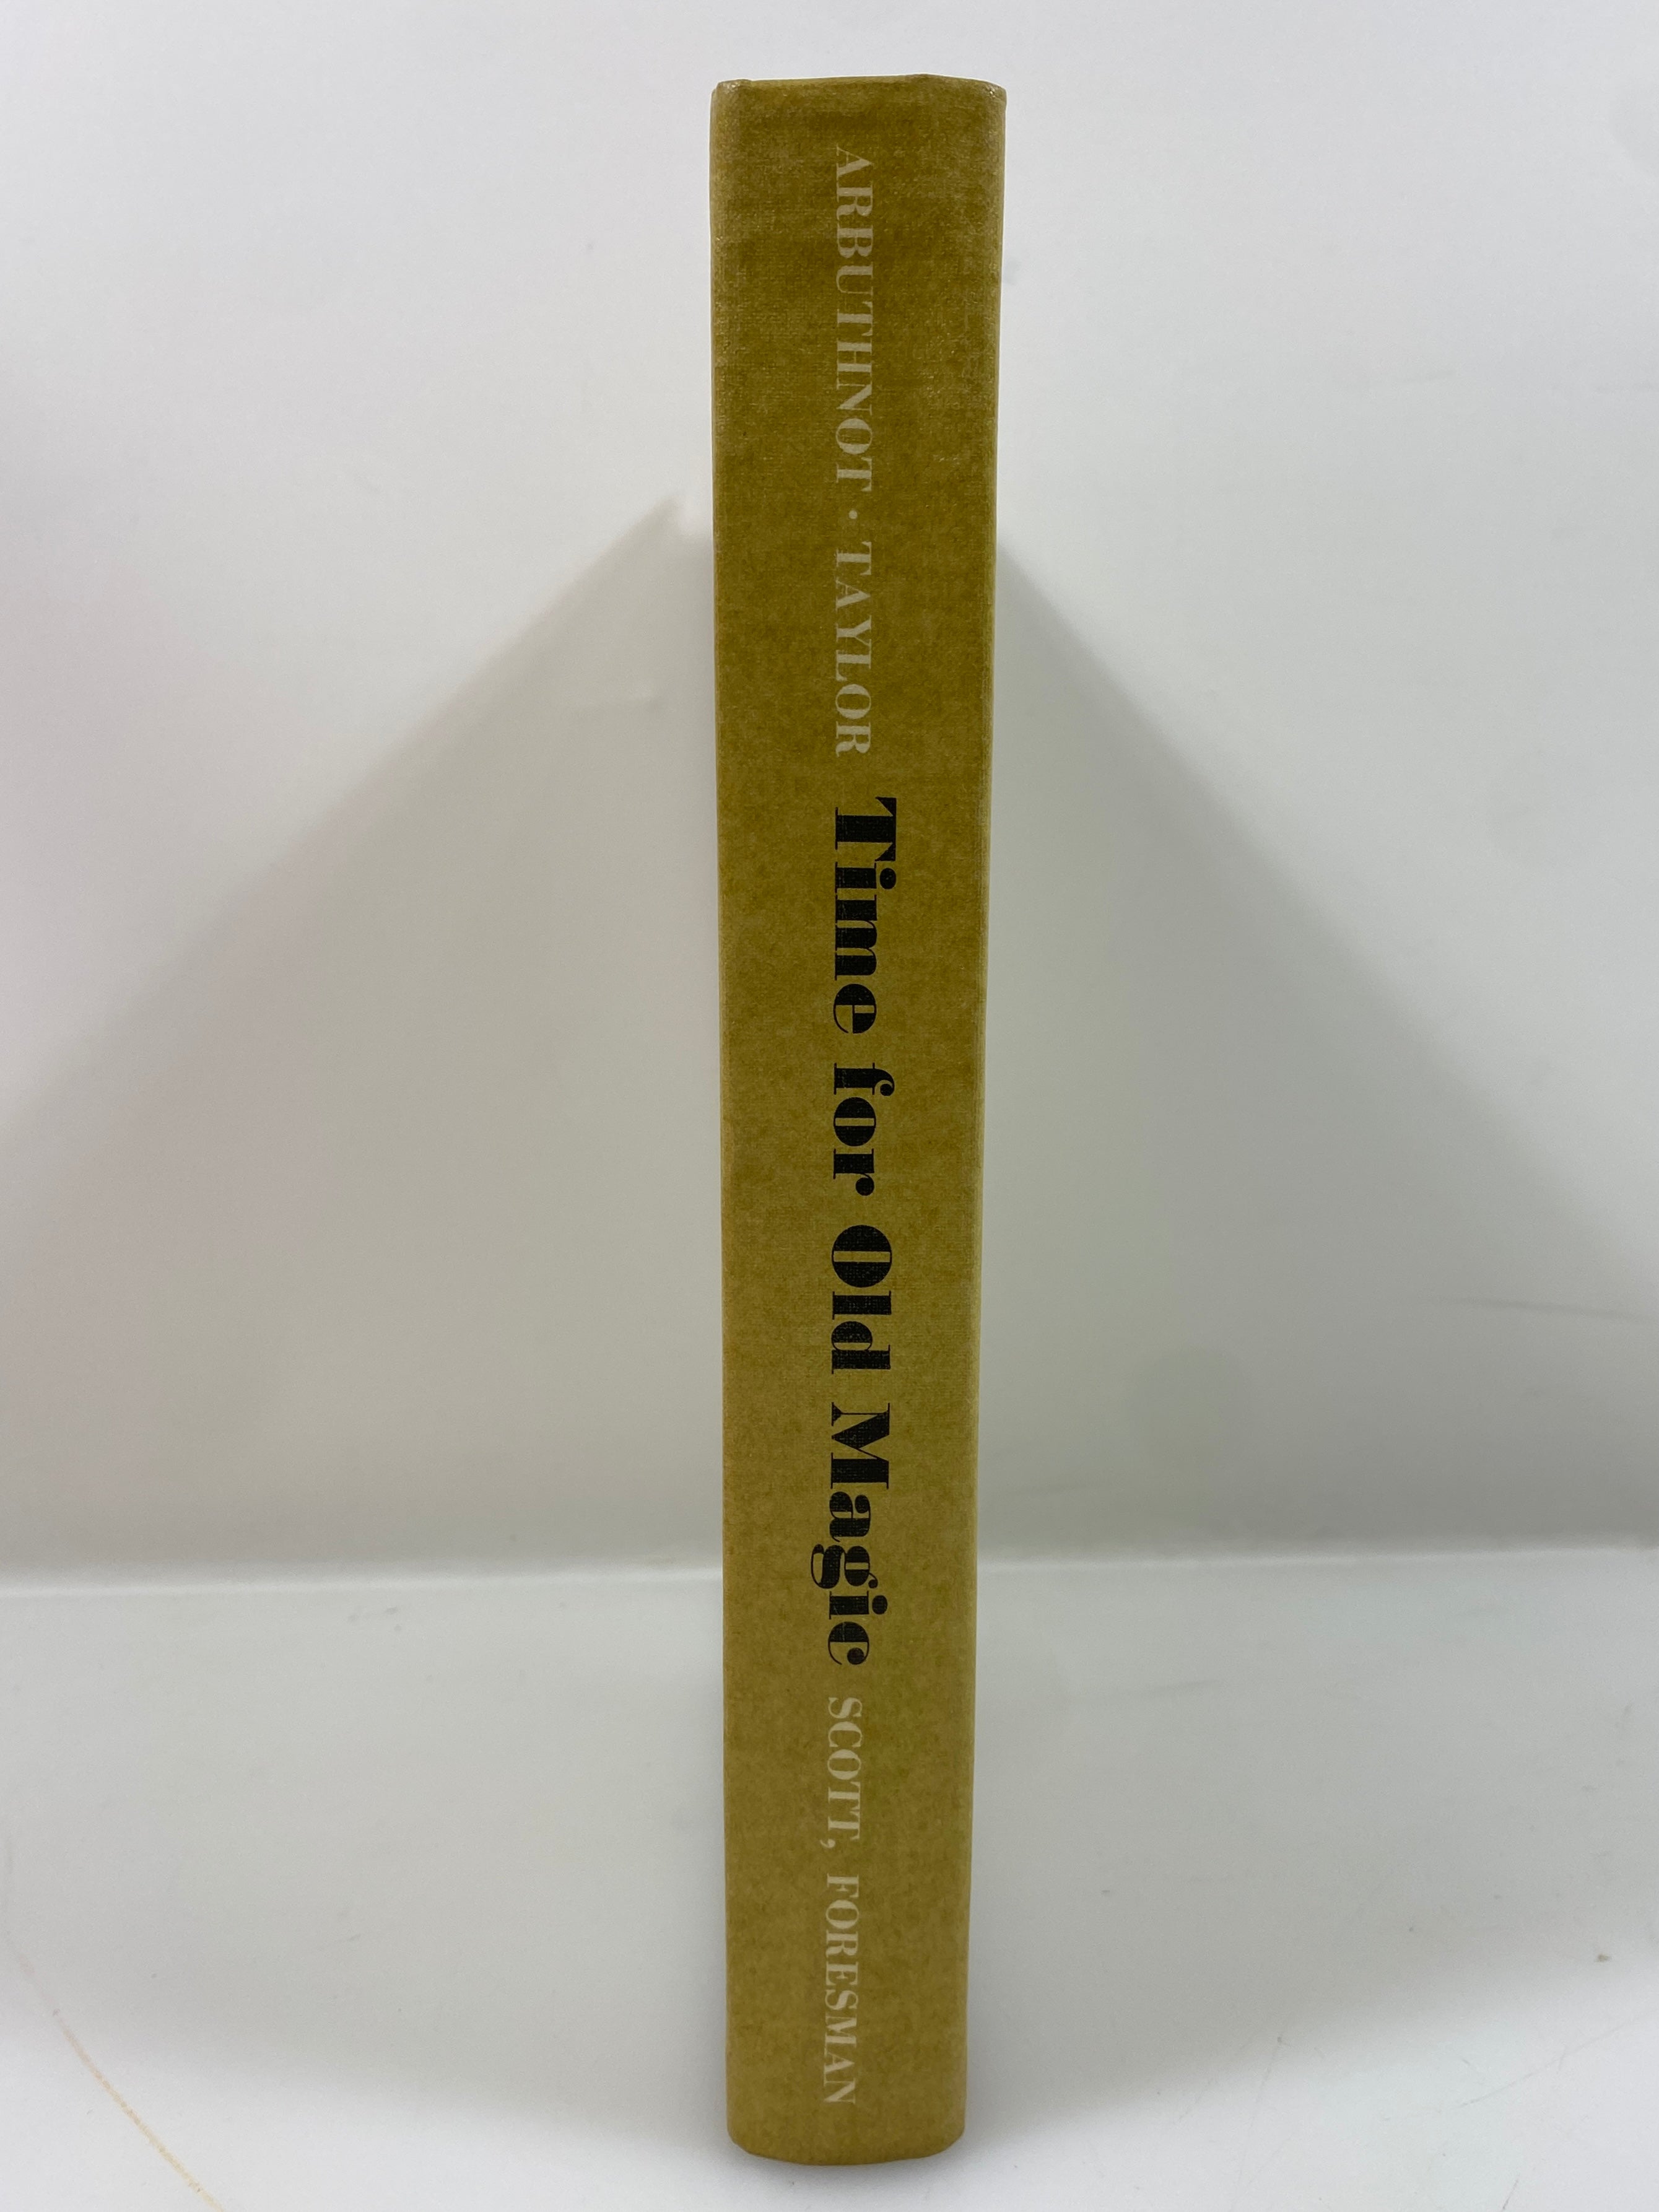 ARBUTHNOT · TAYLOR Time for Old Magic SCOTT, FORESMAN